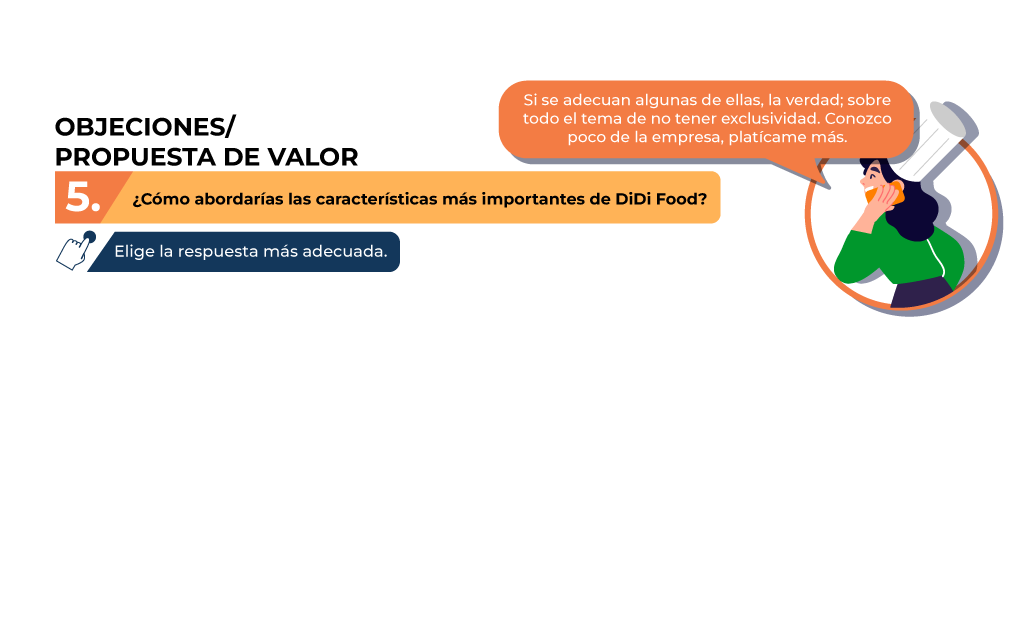 Si se adecuan algunas de ellas, la verdad; sobre
todo el tema de no tener exclusividad. Conozco
poco de la empresa, platícame más.
OBJECIONES/
PROPUESTA DE VALOR
5. ¿Cómo abordarías las características más importantes de DiDi Food?
Elige la respuesta más adecuada.